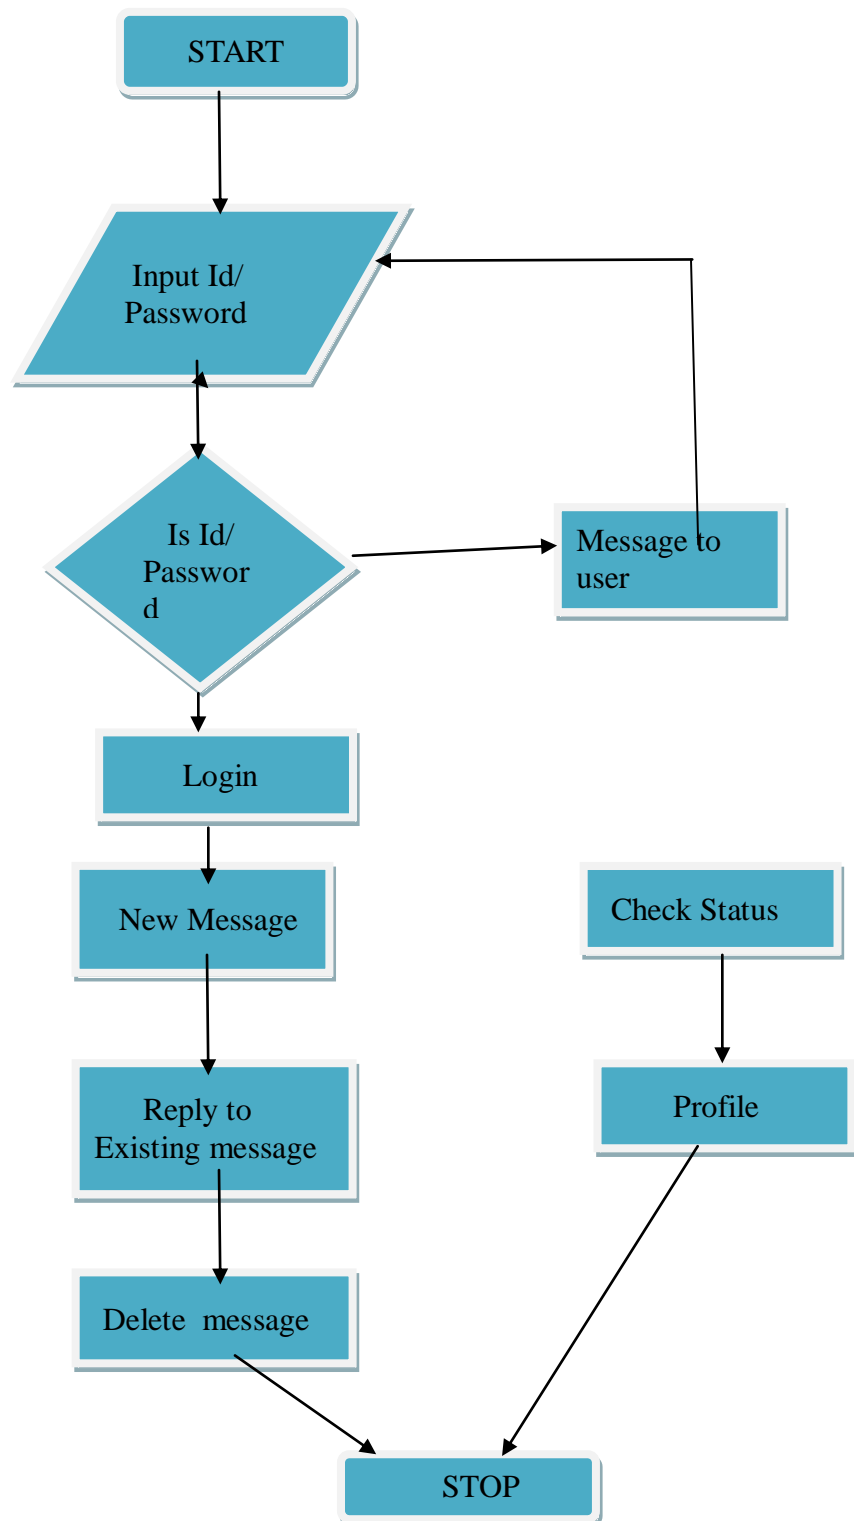 START
Input Id/
Password
Is Id/
Passwor
d
Message to
user
Login
New Message
Check Status
Reply to
Existing message
Profile
Delete  message
STOP